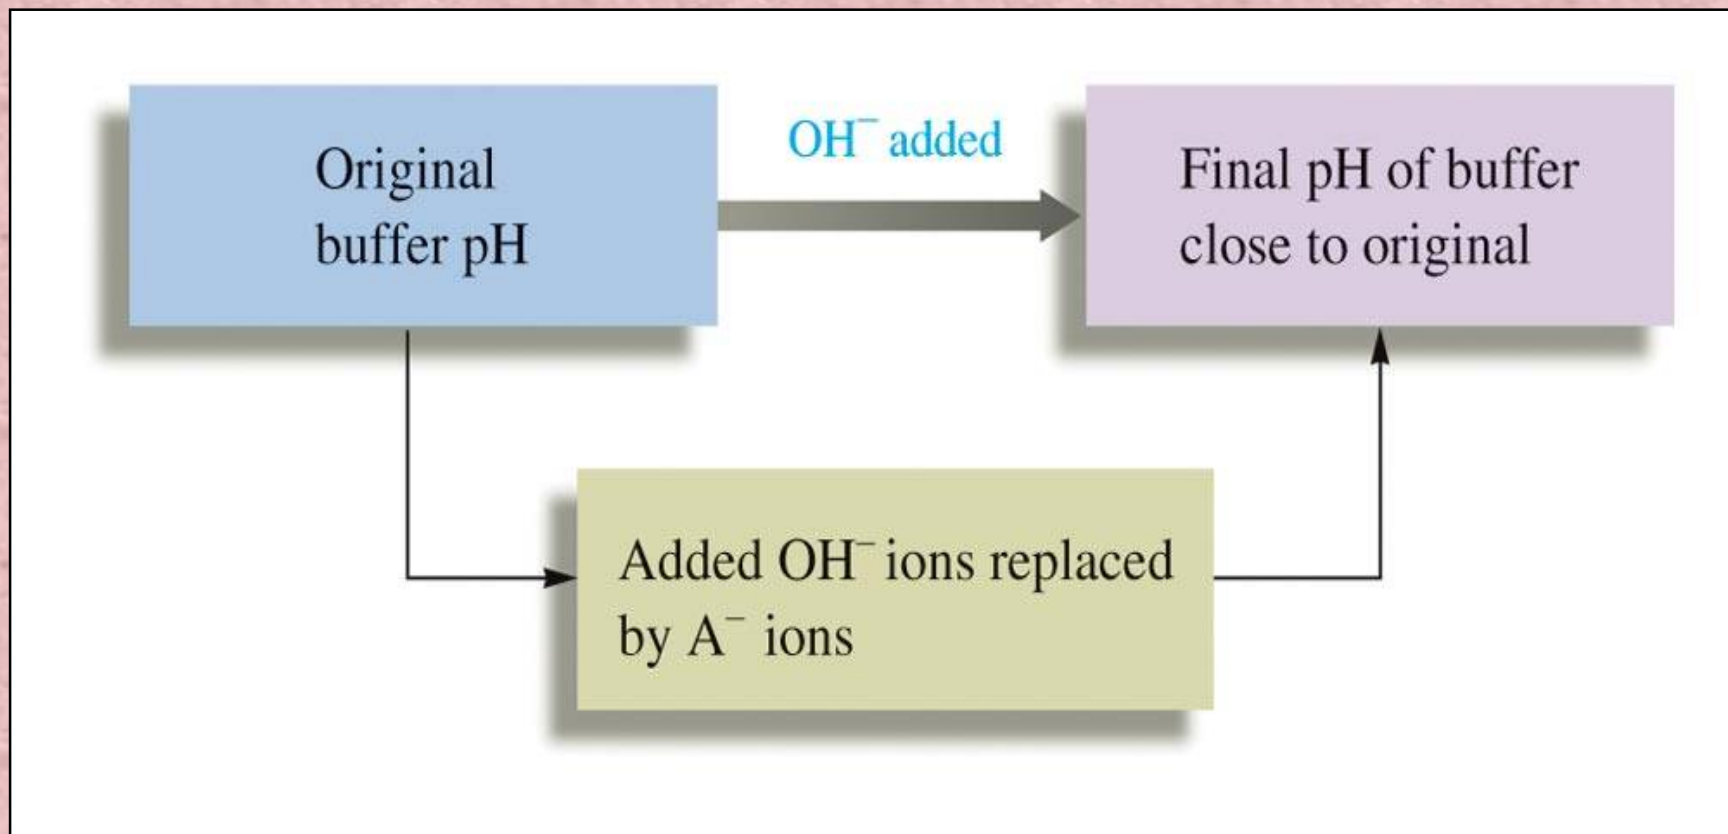 Original
buffer pH
OH⁻ added
Final pH of buffer
close to original
Added OH⁻ ions replaced
by A⁻ ions